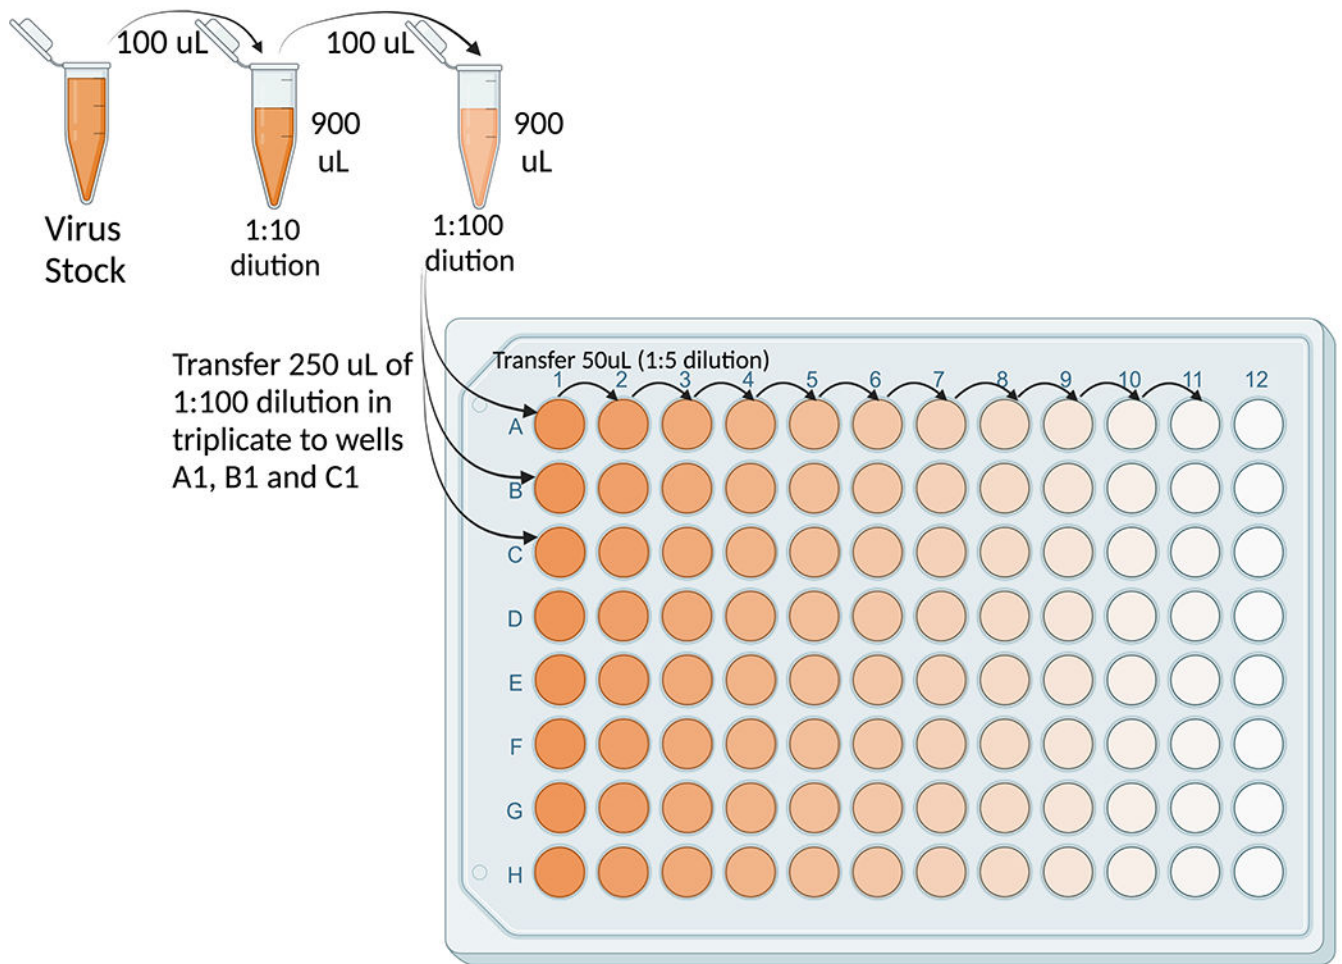 100 uL
100 uL
900
uL
900
uL
Virus
Stock
1:10
diution
1:100
diution
Transfer 250 uL of
1:100 dilution in
triplicate to wells
A1, B1 and C1
Transfer 50uL (1:5 dilution)
1 2 3 4 5 6 7 8 9 10 11 12
A
B
C
D
E
F
G
H